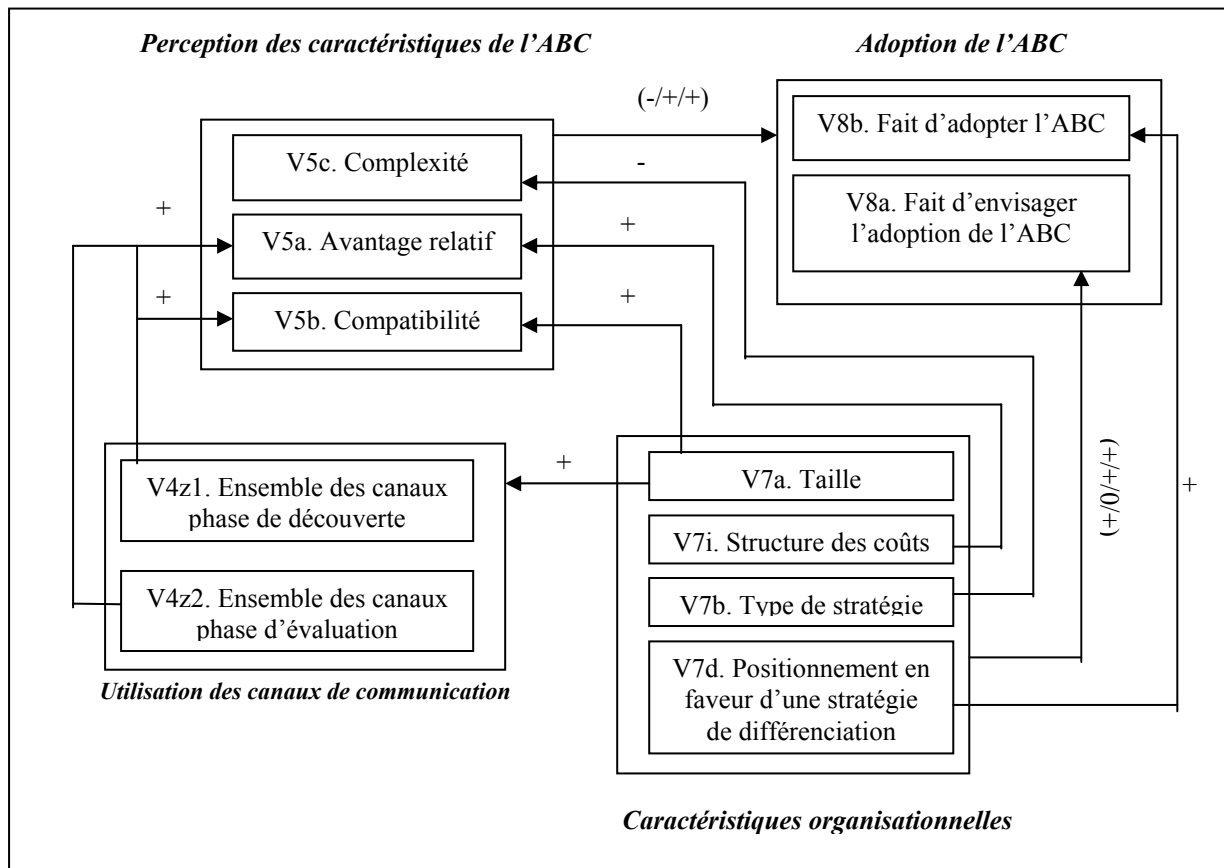 Perception des caractéristiques de l’ABC
Adoption de l’ABC
(-/+/+)
V8b. Fait d’adopter l’ABC
V8a. Fait d’envisager
l’adoption de l’ABC
V5c. Complexité
-
+
V5a. Avantage relatif
+
+
V5b. Compatibilité
+
(+/0/+/+)
+
V4z1. Ensemble des canaux
phase de découverte
V4z2. Ensemble des canaux
phase d’évaluation
Utilisation des canaux de communication
+
V7a. Taille
V7i. Structure des coûts
V7b. Type de stratégie
V7d. Positionnement en
faveur d’une stratégie
de différenciation
Caractéristiques organisationnelles